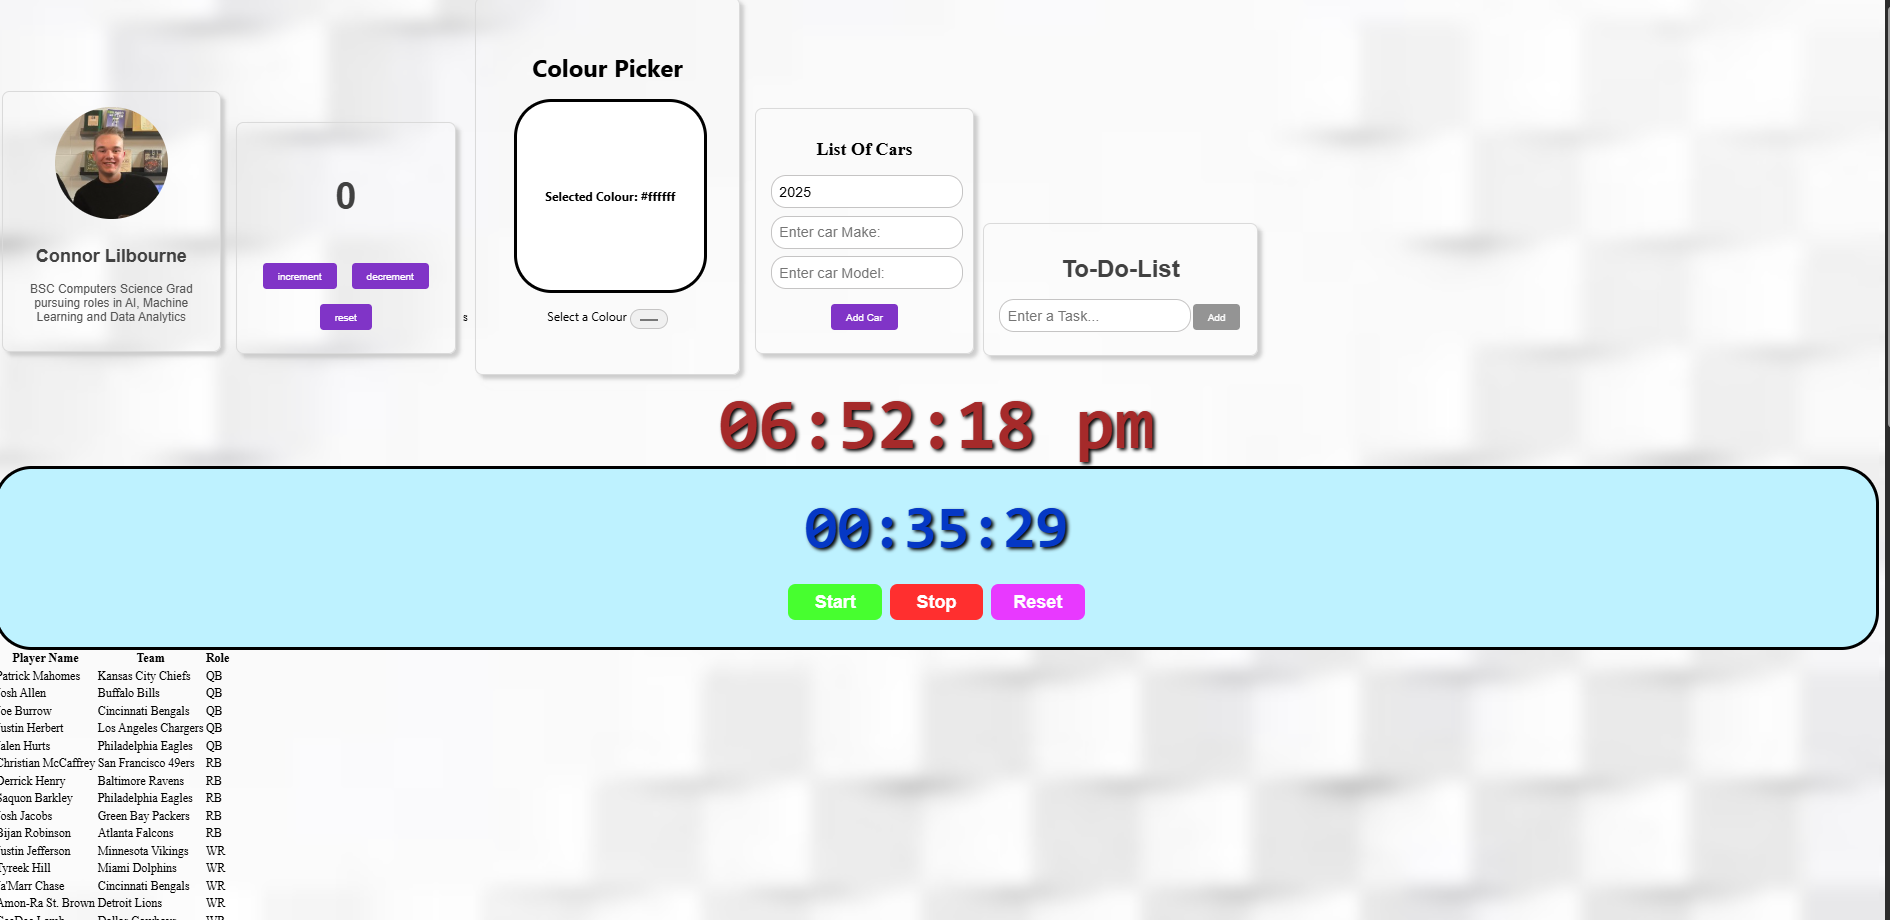 Connor Lilbourne
BSC Computers Science Grad
pursuing roles in AI, Machine
Learning and Data Analytics
0
increment
decrement
reset
s
Colour Picker
Selected Colour: #ffffff
Select a Colour
List Of Cars
2025
Enter car Make:
Enter car Model:
Add Car
To-Do-List
Enter a Task...
Add
06:52:18 pm
00:35:29
Start Stop Reset
Player Name Team Role
Patrick Mahomes Kansas City Chiefs QB
osh Allen Buffalo Bills QB
oe Burrow Cincinnati Bengals QB
ustin Herbert Los Angeles Chargers QB
alen Hurts Philadelphia Eagles QB
Christian McCaffrey San Francisco 49ers RB
Derrick Henry Baltimore Ravens RB
Saquon Barkley Philadelphia Eagles RB
osh Jacobs Green Bay Packers RB
Bijan Robinson Atlanta Falcons RB
ustin Jefferson Minnesota Vikings WR
Tyreek Hill Miami Dolphins WR
a'Marr Chase Cincinnati Bengals WR
Amon-Ra St. Brown Detroit Lions WR